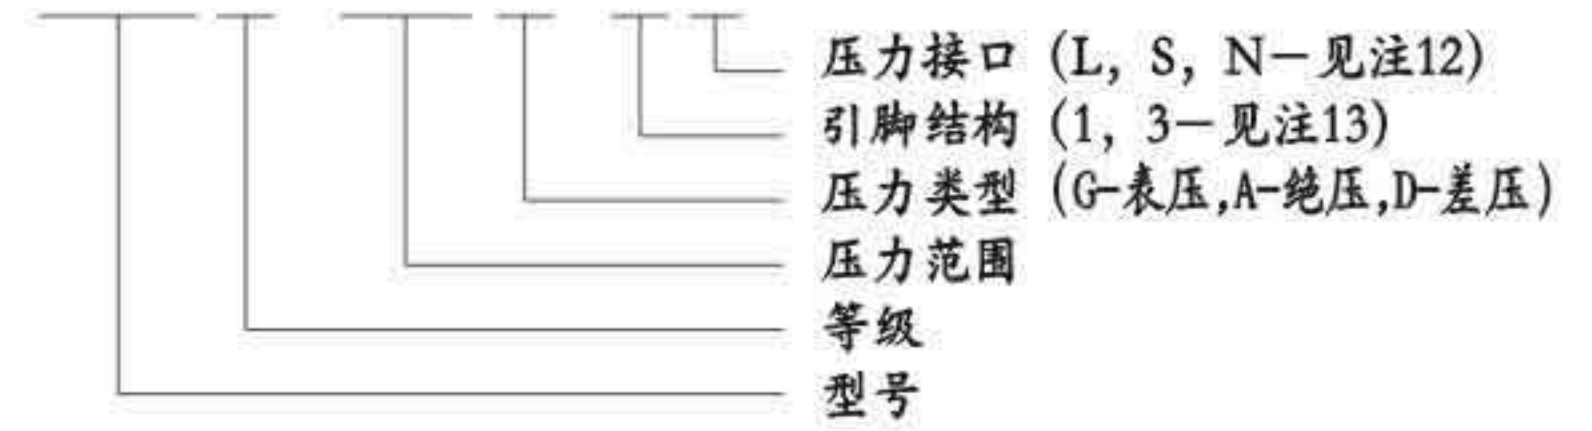 压力接口（L, S, N－见注12）
引脚结构（1, 3－见注13）
压力类型（G-表压,A-绝压,D-差压）
压力范围
等级
型号